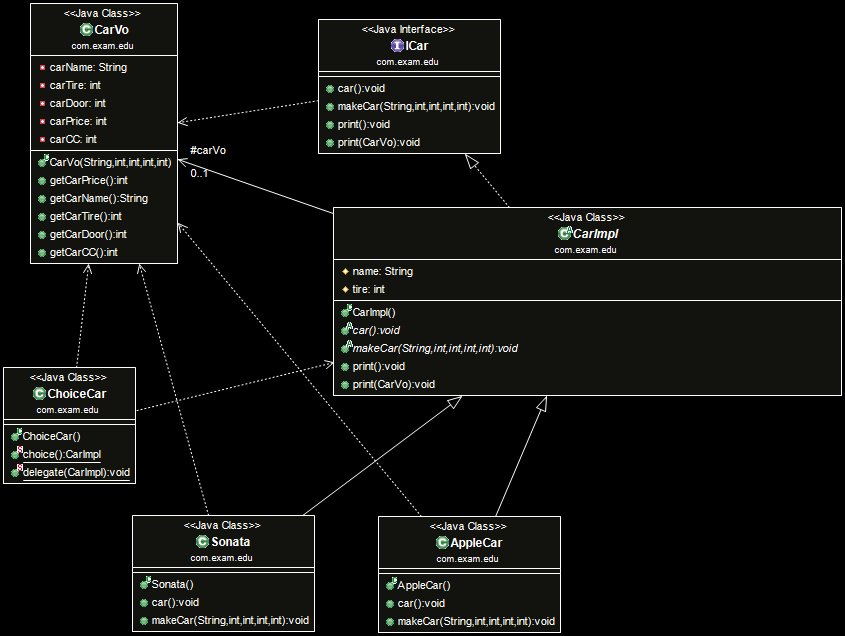 <<Java Class>>
CarVo
com.exam.edu
carName: String
carTire: int
carDoor: int
carPrice: int
carCC: int
CarVo(String,int,int,int,int)
getCarPrice():int
getCarName():String
getCarTire():int
getCarDoor():int
getCarCC():int
<<Java Interface>>
ICar
com.exam.edu
car():void
makeCar(String,int,int,int,int):void
print():void
print(CarVo):void
#carVo
0..1
<<Java Class>>
CarImpl
com.exam.edu
name: String
tire: int
CarImpl()
car():void
makeCar(String,int,int,int,int):void
print():void
print(CarVo):void
<<Java Class>>
ChoiceCar
com.exam.edu
ChoiceCar()
choice():CarImpl
delegate(CarImpl):void
<<Java Class>>
Sonata
com.exam.edu
Sonata()
car():void
makeCar(String,int,int,int,int):void
<<Java Class>>
AppleCar
com.exam.edu
AppleCar()
car():void
makeCar(String,int,int,int,int):void